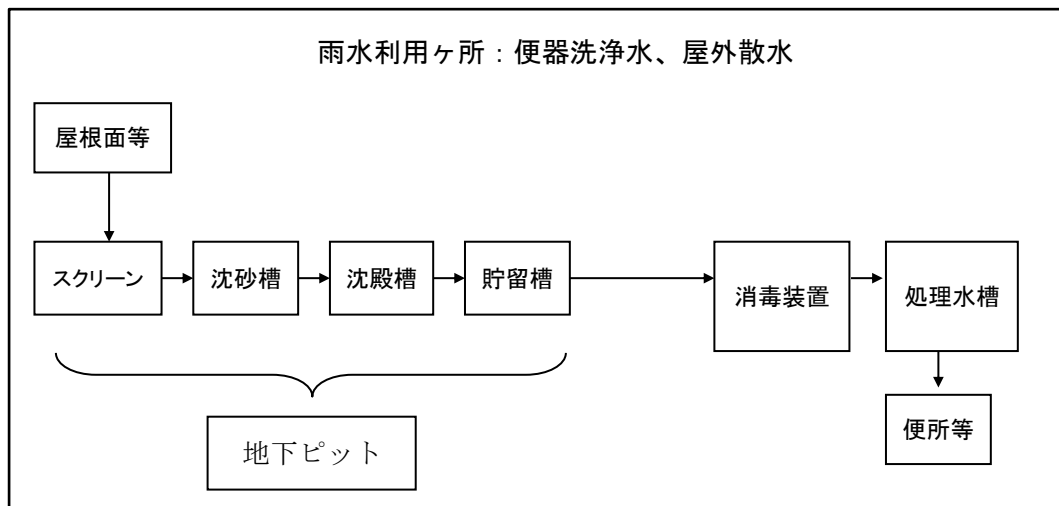 雨水利用ヶ所：便器洗浄水、屋外散水
屋根面等
スクリーン
沈砂槽
沈殿槽
貯留槽
消毒装置
処理水槽
地下ピット
便所等